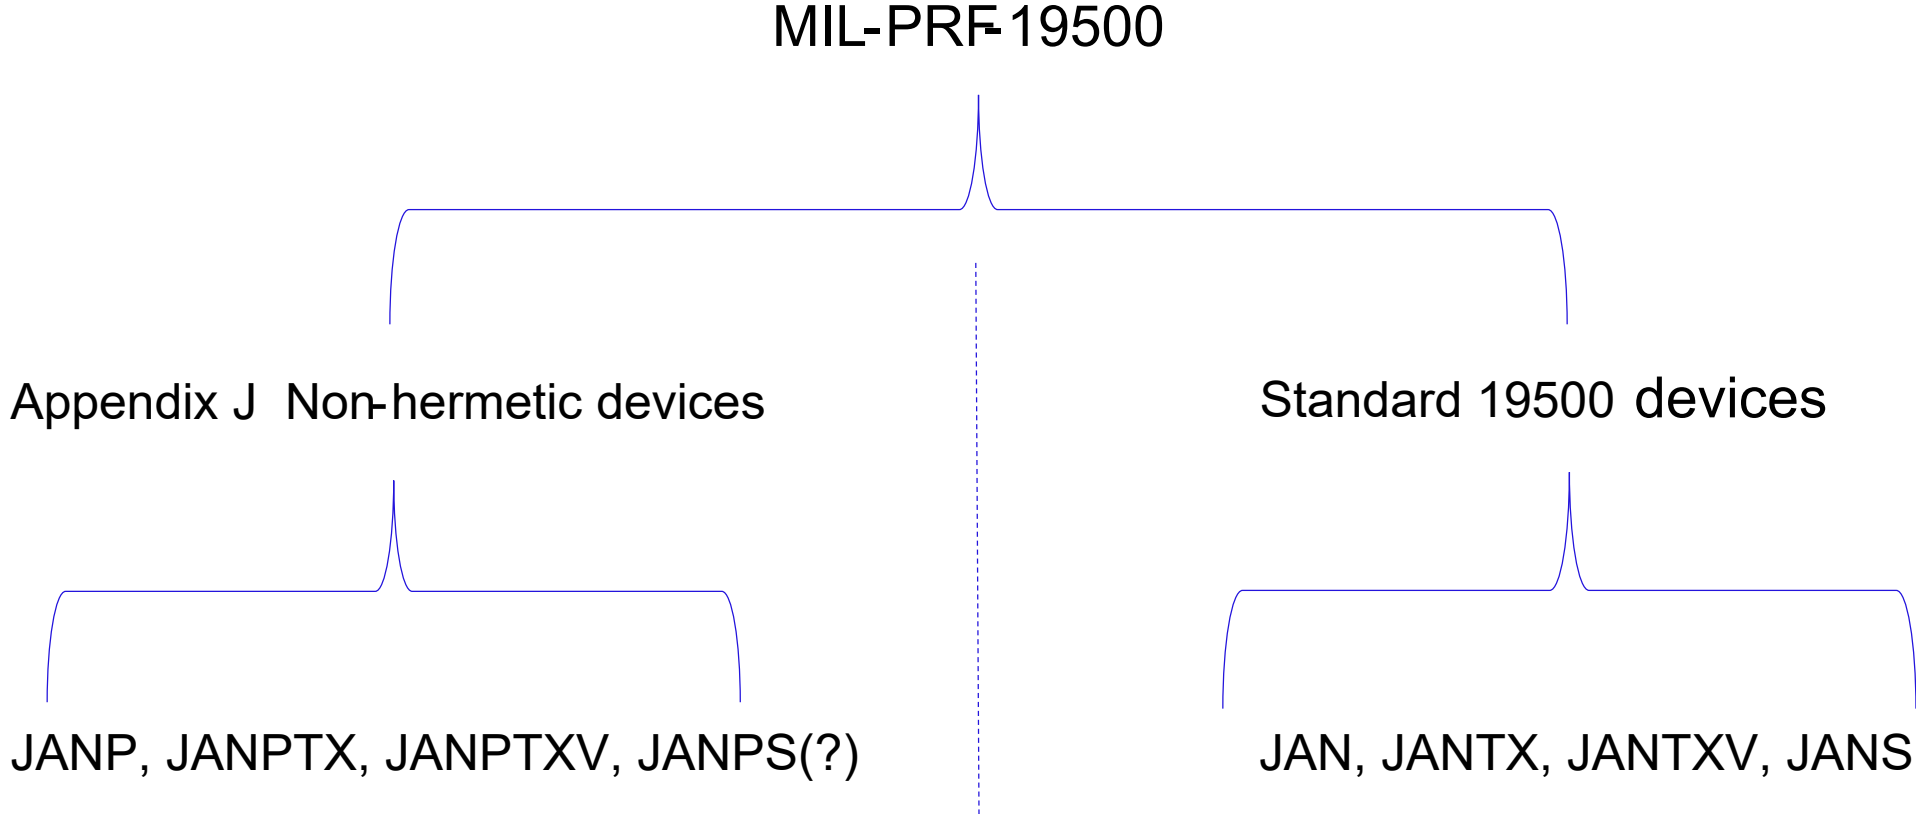 MIL-PRF-19500
Appendix J Non-hermetic devices
Standard 19500 devices
JANP, JANPTX, JANPTXV, JANPS(?)
JAN, JANTX, JANTXV, JANS